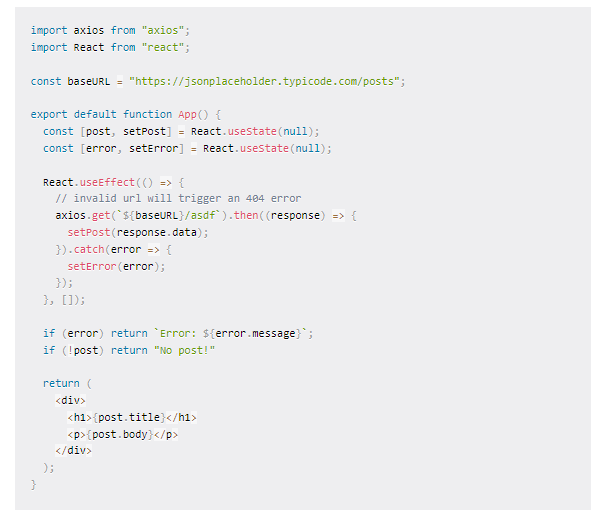 import axios from "axios";
import React from "react";

const baseURL = "https://jsonplaceholder.typicode.com/posts";

export default function App() {
  const [post, setPost] = React.useState(null);
  const [error, setError] = React.useState(null);

  React.useEffect(() => {
    // invalid url will trigger an 404 error
    axios.get(`${baseURL}/asdf`).then((response) => {
      setPost(response.data);
    }).catch(error => {
      setError(error);
    });
  }, []);

  if (error) return `Error: ${error.message}`;
  if (!post) return "No post!"

  return (
    <div>
      <h1>{post.title}</h1>
      <p>{post.body}</p>
    </div>
  );
}